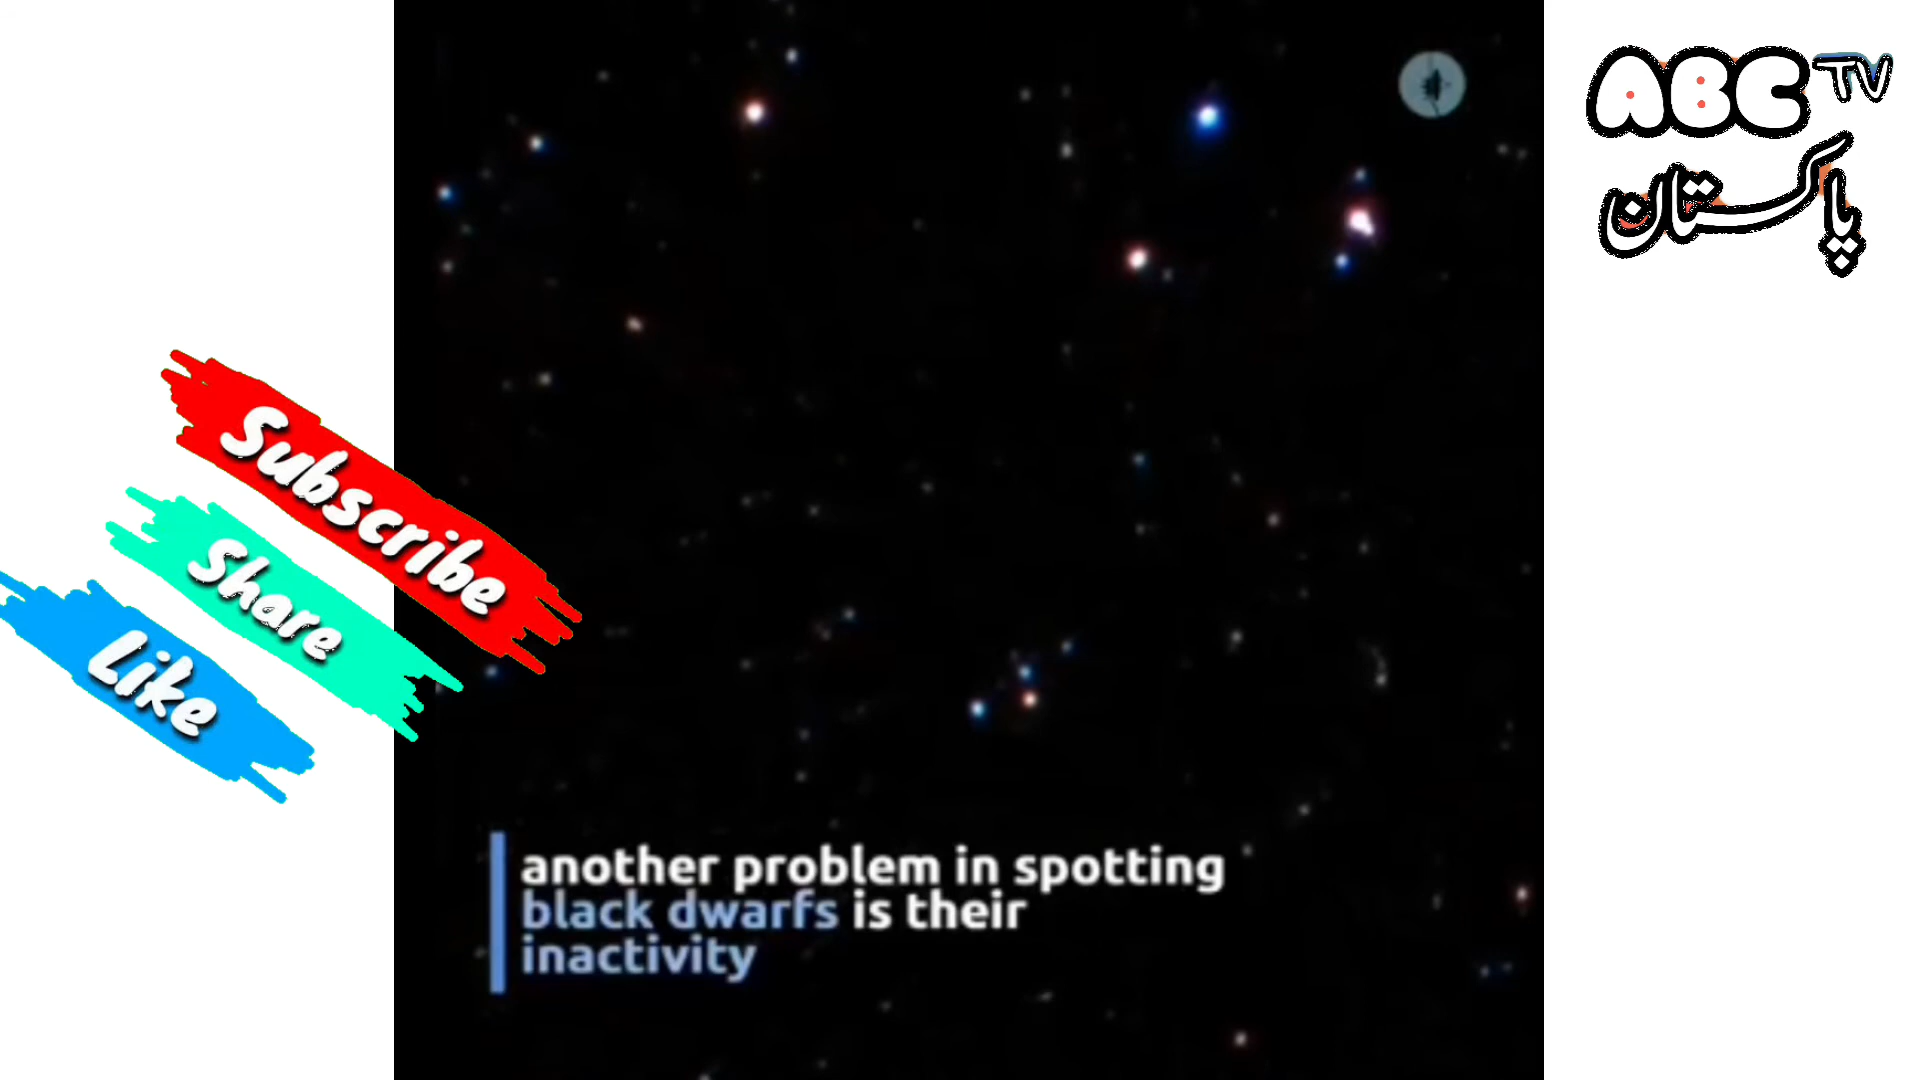 ABC TV
پاکستان
Subscribe
Share
Like
another problem in spotting
black dwarfs is their
inactivity